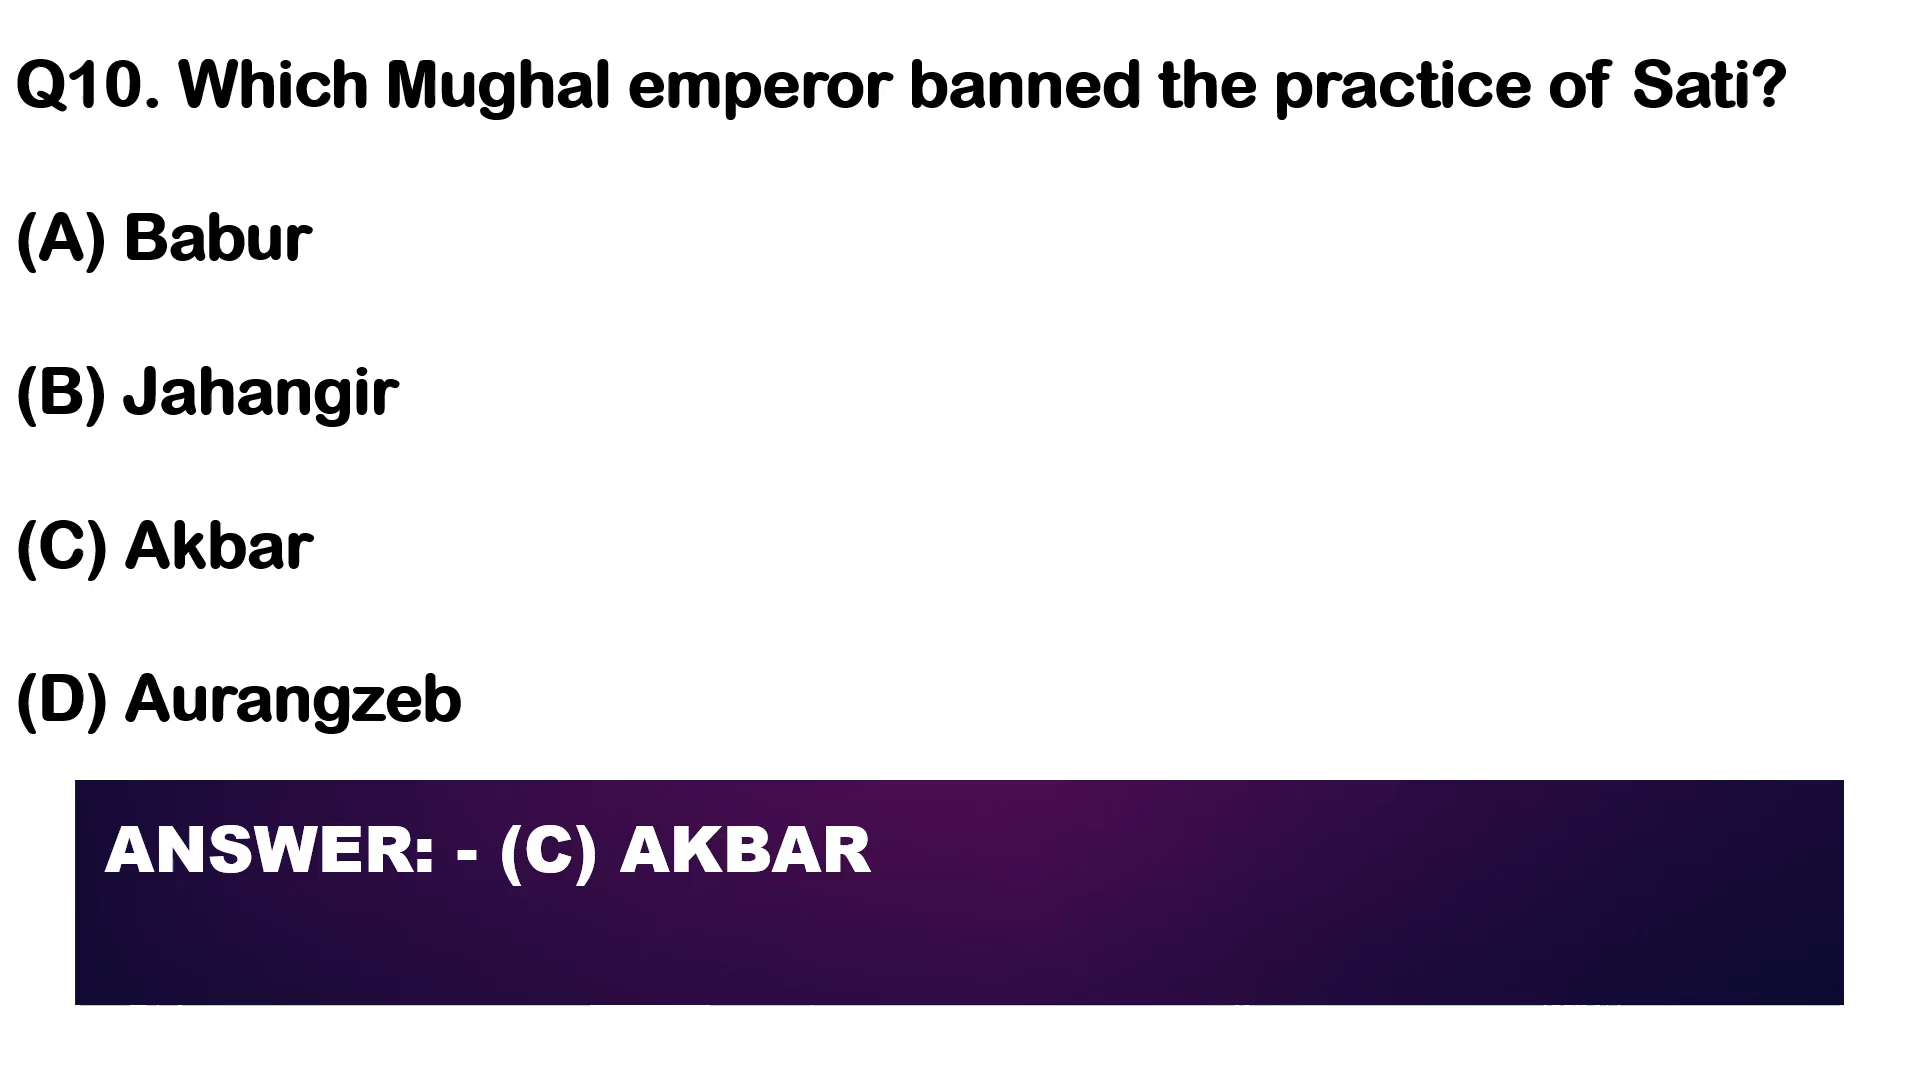 Q10. Which Mughal emperor banned the practice of Sati?
(A) Babur
(B) Jahangir
(C) Akbar
(D) Aurangzeb
ANSWER: - (C) AKBAR